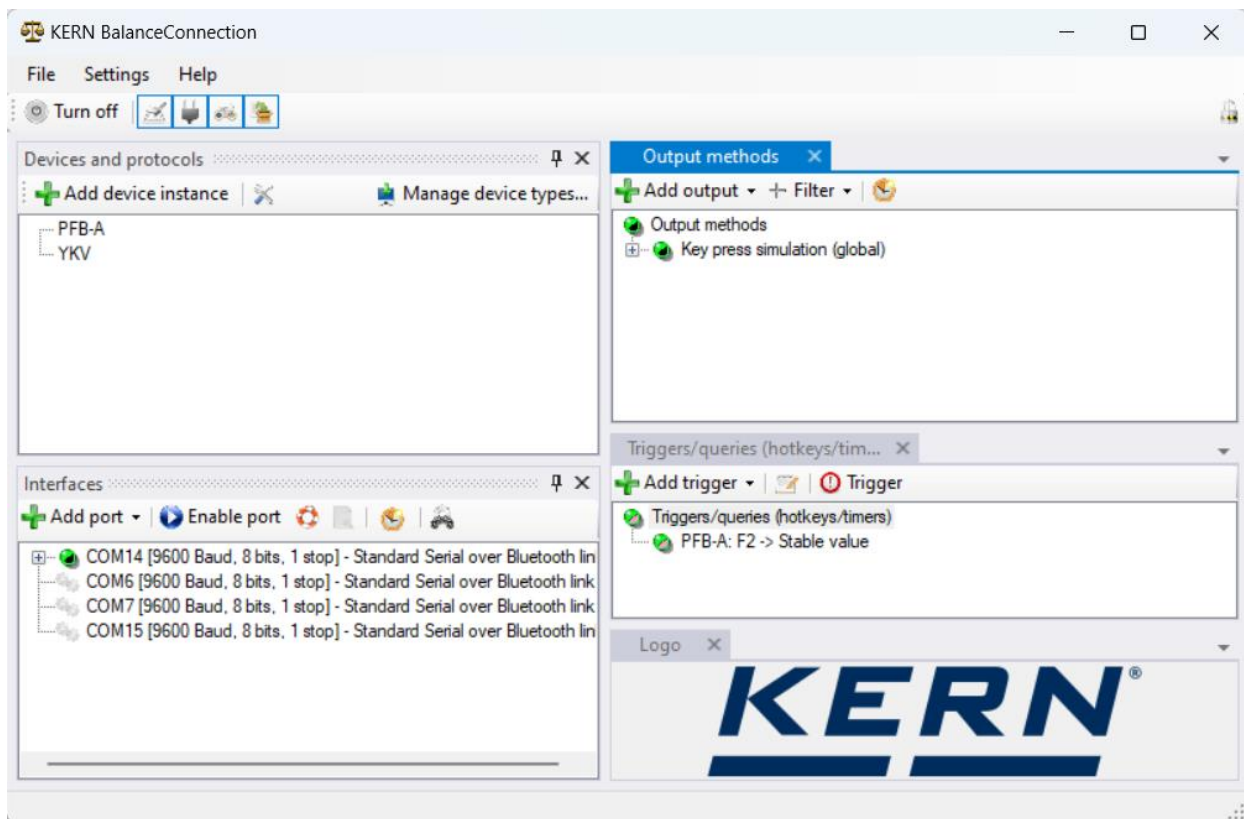 KERN BalanceConnection
File Settings Help
Turn off
Devices and protocols
Add device instance Manage device types...
PFB-A
YKV
Output methods
Add output Filter
Output methods
Key press simulation (global)
Interfaces
Add port Enable port
COM14 [9600 Baud, 8 bits, 1 stop] - Standard Serial over Bluetooth lin
COM6 [9600 Baud, 8 bits, 1 stop] - Standard Serial over Bluetooth link
COM7 [9600 Baud, 8 bits, 1 stop] - Standard Serial over Bluetooth link
COM15 [9600 Baud, 8 bits, 1 stop] - Standard Serial over Bluetooth lin
Triggers/queries (hotkeys/tim...
Add trigger Trigger
Triggers/queries (hotkeys/timers)
PFB-A: F2 -> Stable value
Logo
KERN®